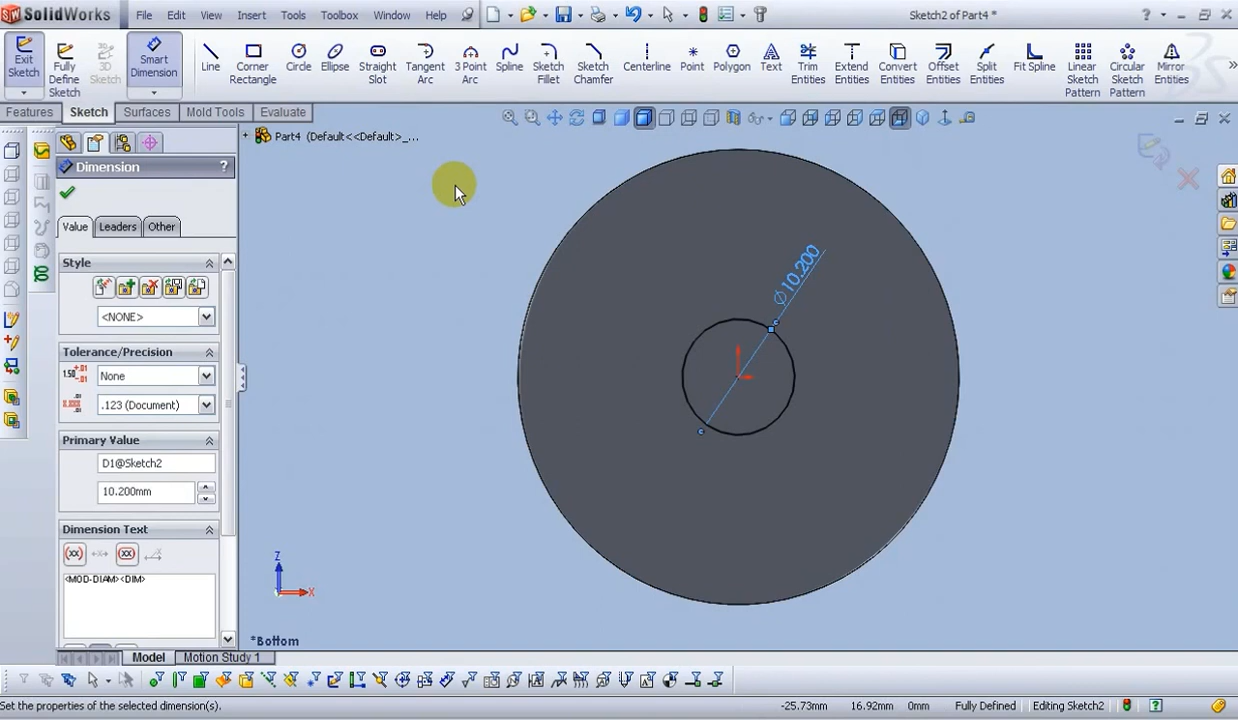 SolidWorks
File
Edit
View
Insert
Tools
Toolbox
Window
Help
Sketch2 of Part4 *
Exit Sketch
Fully Define Sketch
3D Sketch
Smart Dimension
Line
Corner Rectangle
Circle
Ellipse
Straight Slot
Tangent Arc
3 Point Arc
Spline
Sketch Fillet
Sketch Chamfer
Centerline
Point
Polygon
Text
Trim Entities
Extend Entities
Convert Entities
Offset Entities
Split Entities
Fit Spline
Linear Sketch Pattern
Circular Sketch Pattern
Mirror Entities
Features
Sketch
Surfaces
Mold Tools
Evaluate
Part4 (Default<<Default>_...
Dimension
?
Value
Leaders
Other
Style
<NONE>
Tolerance/Precision
None
.123 (Document)
Primary Value
D1@Sketch2
10.200mm
Dimension Text
<MOD-DIAM><DIM>
∅10.200
Z
X
*Bottom
Model
Motion Study 1
Set the properties of the selected dimension(s).
-25.73mm
16.92mm
0mm
Fully Defined
Editing Sketch2